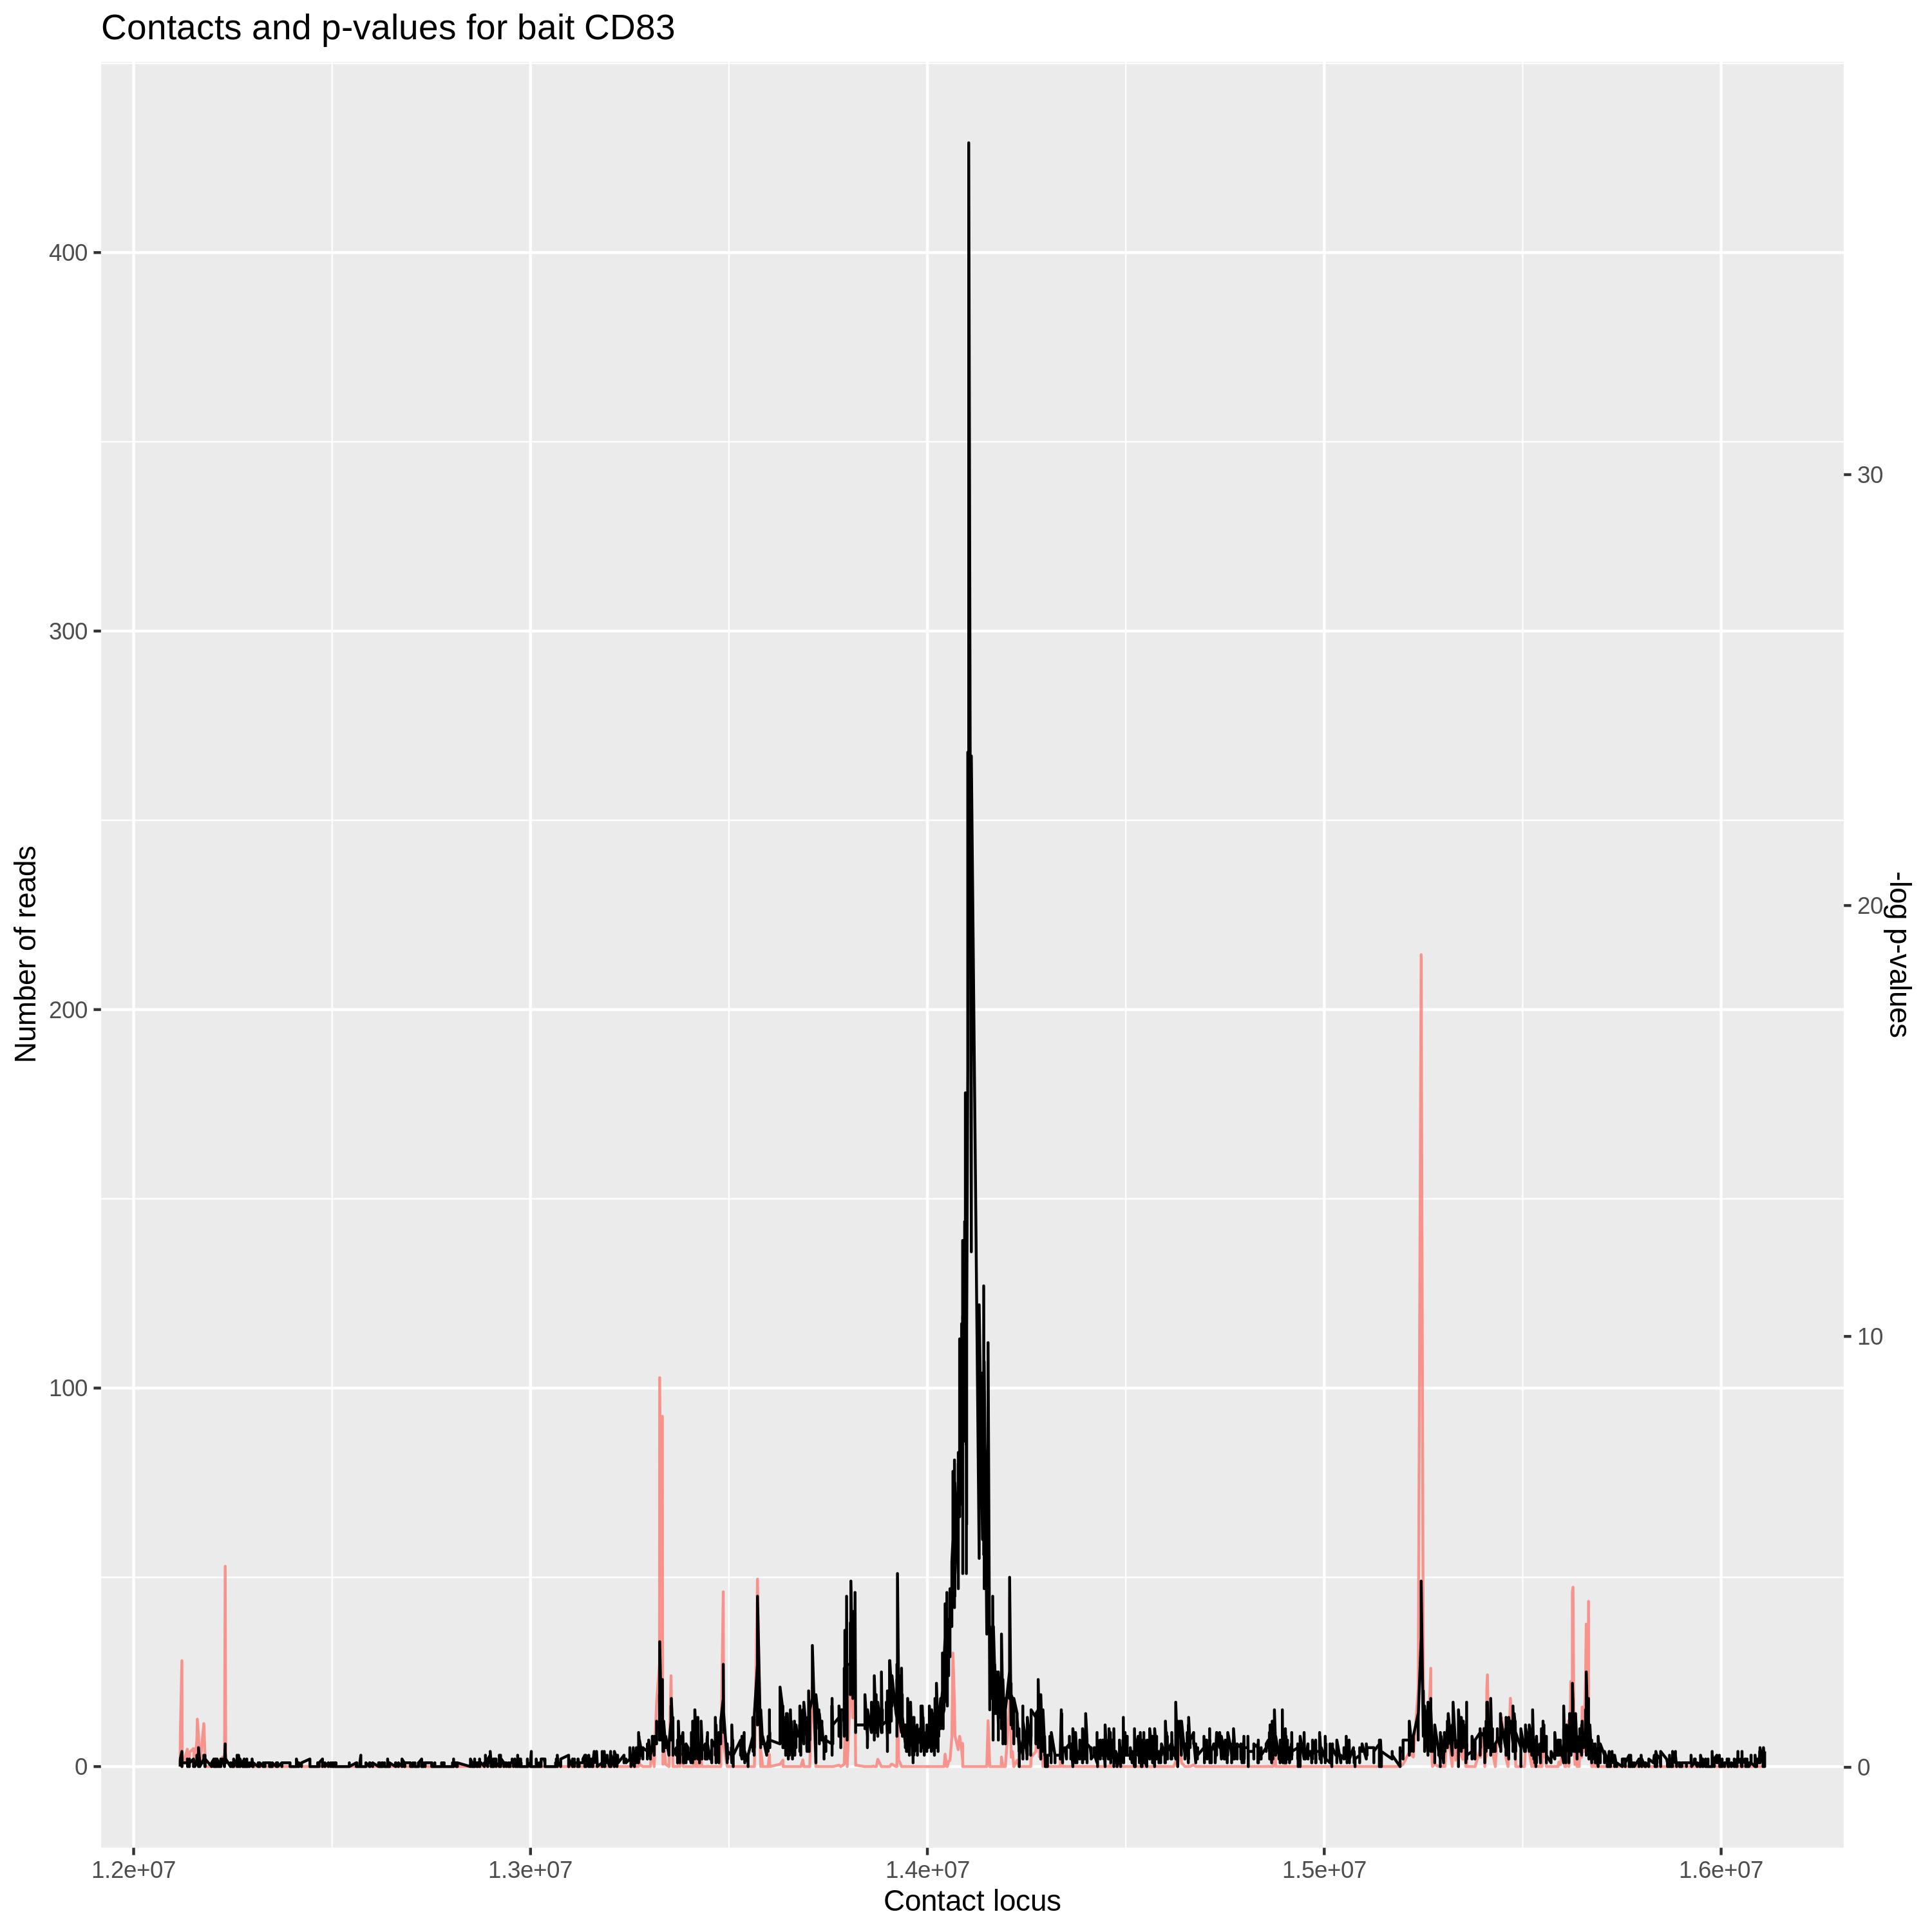 Contacts and p-values for bait CD83
400
300
200
100
0
Number of reads
30
20
10
0
-log p-values
1.2e+07
1.3e+07
1.4e+07
1.5e+07
1.6e+07
Contact locus